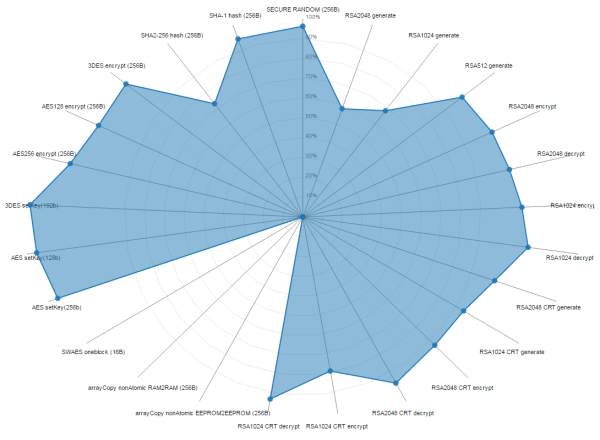 SECURE RANDOM (256B)
100%
90%
80%
70%
60%
50%
40%
30%
20%
10%
RSA2048 generate
RSA1024 generate
RSA512 generate
RSA2048 encrypt
RSA2048 decrypt
RSA1024 encryp
RSA1024 decrypt
RSA2048 CRT generate
RSA1024 CRT generate
RSA2048 CRT encrypt
RSA2048 CRT decrypt
RSA1024 CRT encrypt
RSA1024 CRT decrypt
arrayCopy nonAtomic EEPROM2EEPROM (256B)
arrayCopy nonAtomic RAM2RAM (256B)
SWAES oneblock (16B)
AES setKey(256b)
AES setKey(128b)
3DES setKey(192b)
AES256 encrypt (256B)
AES128 encrypt (256B)
3DES encrypt (256B)
SHA2-256 hash (256B)
SHA-1 hash (256B)